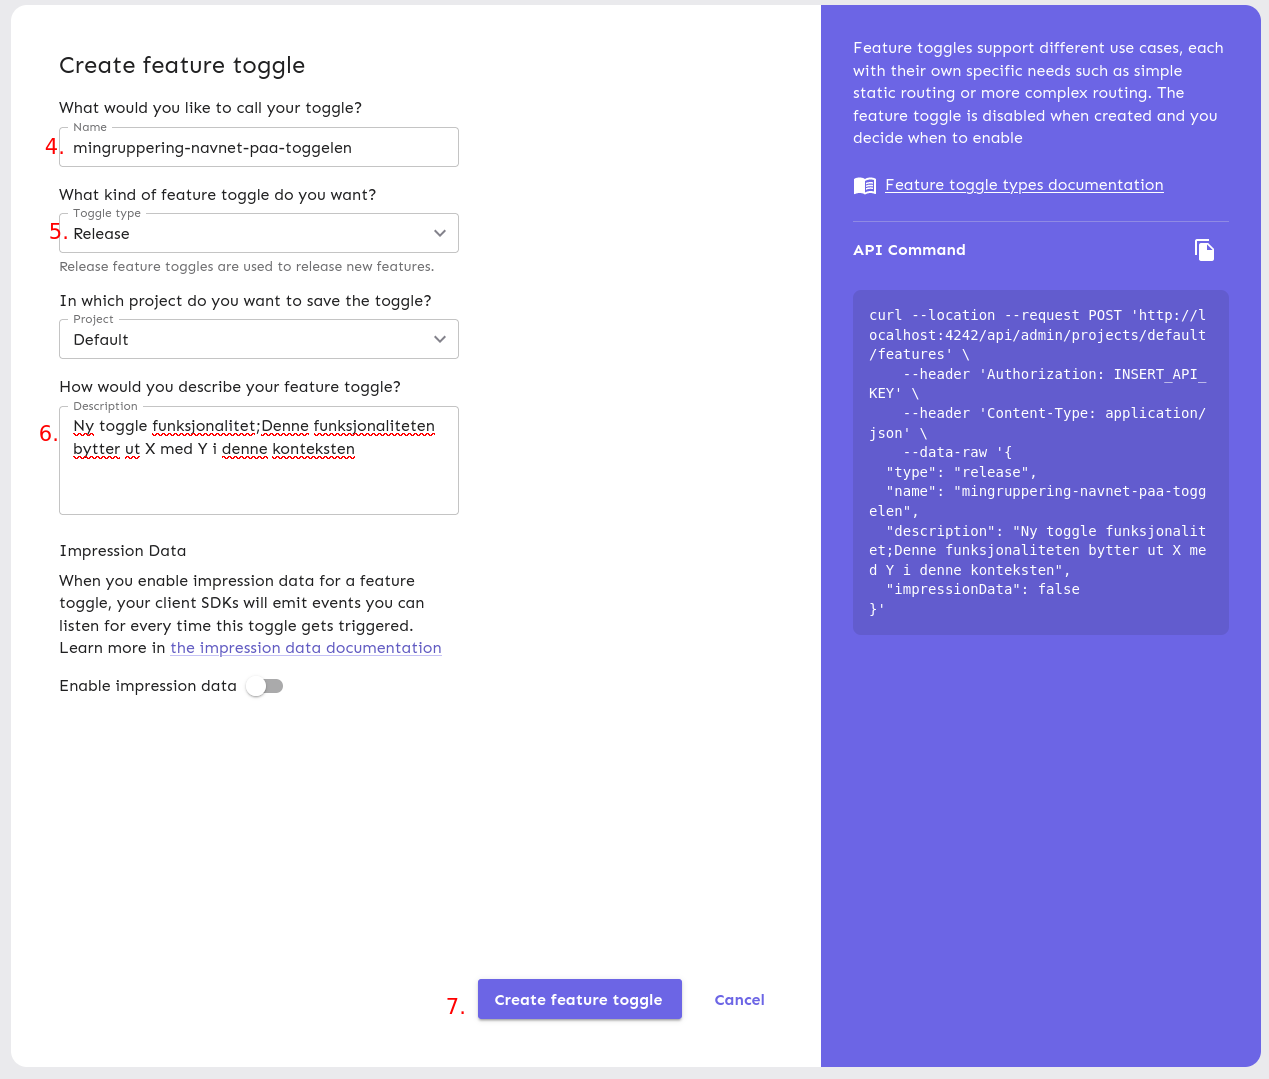 Create feature toggle
What would you like to call your toggle?
Name
4. mingruppering-navnet-paa-toggelen
What kind of feature toggle do you want?
Toggle type
5. Release
Release feature toggles are used to release new features.
In which project do you want to save the toggle?
Project
Default
How would you describe your feature toggle?
Description
6. Ny toggle funksjonalitet;Denne funksjonaliteten
bytter ut X med Y i denne konteksten
Impression Data
When you enable impression data for a feature
toggle, your client SDKs will emit events you can
listen for every time this toggle gets triggered.
Learn more in the impression data documentation
Enable impression data
7. Create feature toggle Cancel
Feature toggles support different use cases, each
with their own specific needs such as simple
static routing or more complex routing. The
feature toggle is disabled when created and you
decide when to enable
Feature toggle types documentation
API Command
curl --location --request POST 'http://l
ocalhost:4242/api/admin/projects/default
/features' \
    --header 'Authorization: INSERT_API_
KEY' \
    --header 'Content-Type: application/
json' \
    --data-raw '{
  "type": "release",
  "name": "mingruppering-navnet-paa-togg
elen",
  "description": "Ny toggle funksjonalit
et;Denne funksjonaliteten bytter ut X me
d Y i denne konteksten",
  "impressionData": false
}'